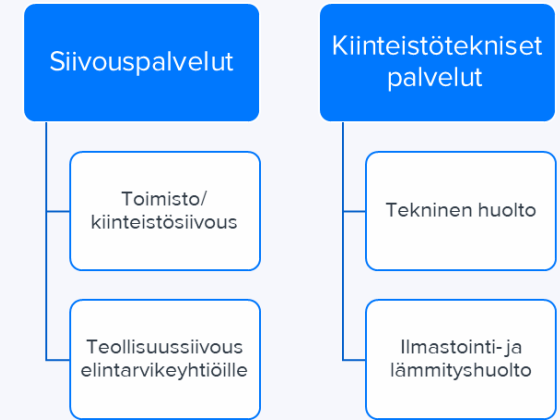 Siivouspalvelut
Kiinteistötekniset
palvelut
Toimisto/
kiinteistösiivous
Tekninen huolto
Teollisuussiivous
elintarvikeyhtiöille
Ilmastointi- ja
lämmityshuolto